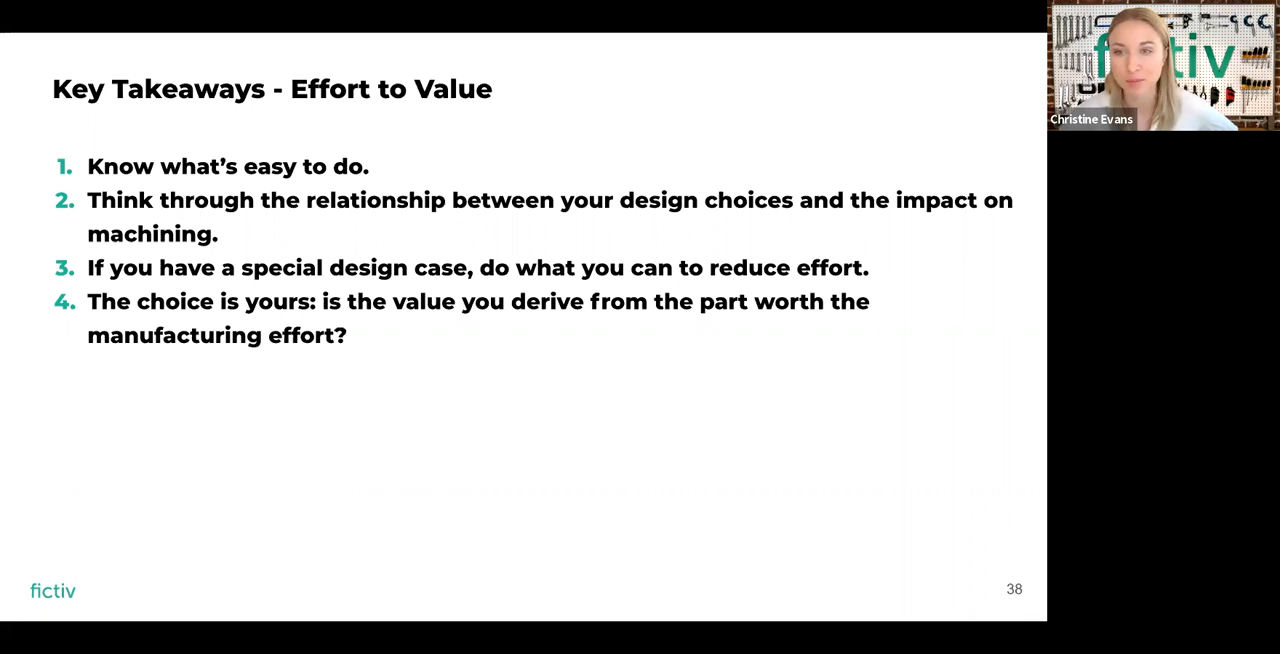 Key Takeaways - Effort to Value
1. Know what's easy to do.
2. Think through the relationship between your design choices and the impact on
machining.
3. If you have a special design case, do what you can to reduce effort.
4. The choice is yours: is the value you derive from the part worth the
manufacturing effort?
fictiv
38
fictiv
Christine Evans